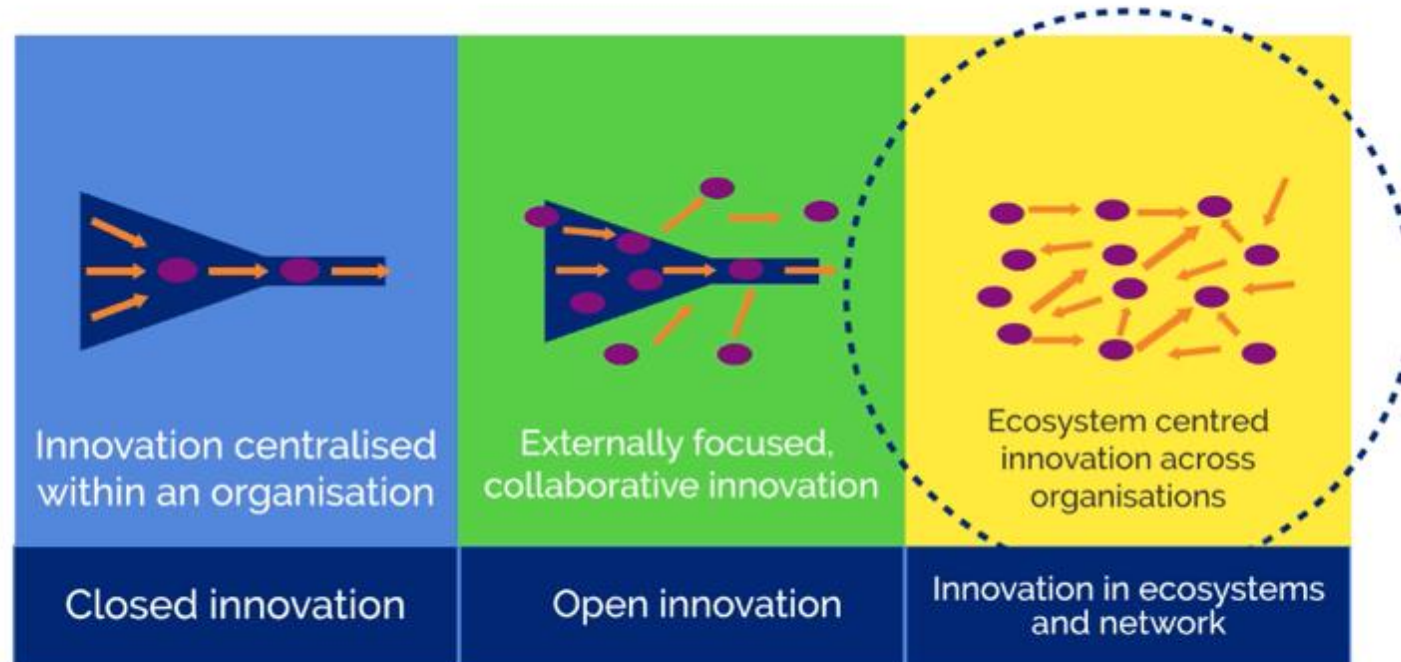 Innovation centralised
within an organisation
Externally focused,
collaborative innovation
Ecosystem centred
innovation across
organisations
Closed innovation
Open innovation
Innovation in ecosystems
and network